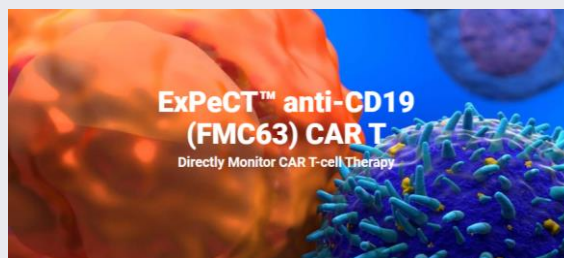 ExPeCT™ anti-CD19
(FMC63) CAR T
Directly Monitor CAR T-cell Therapy